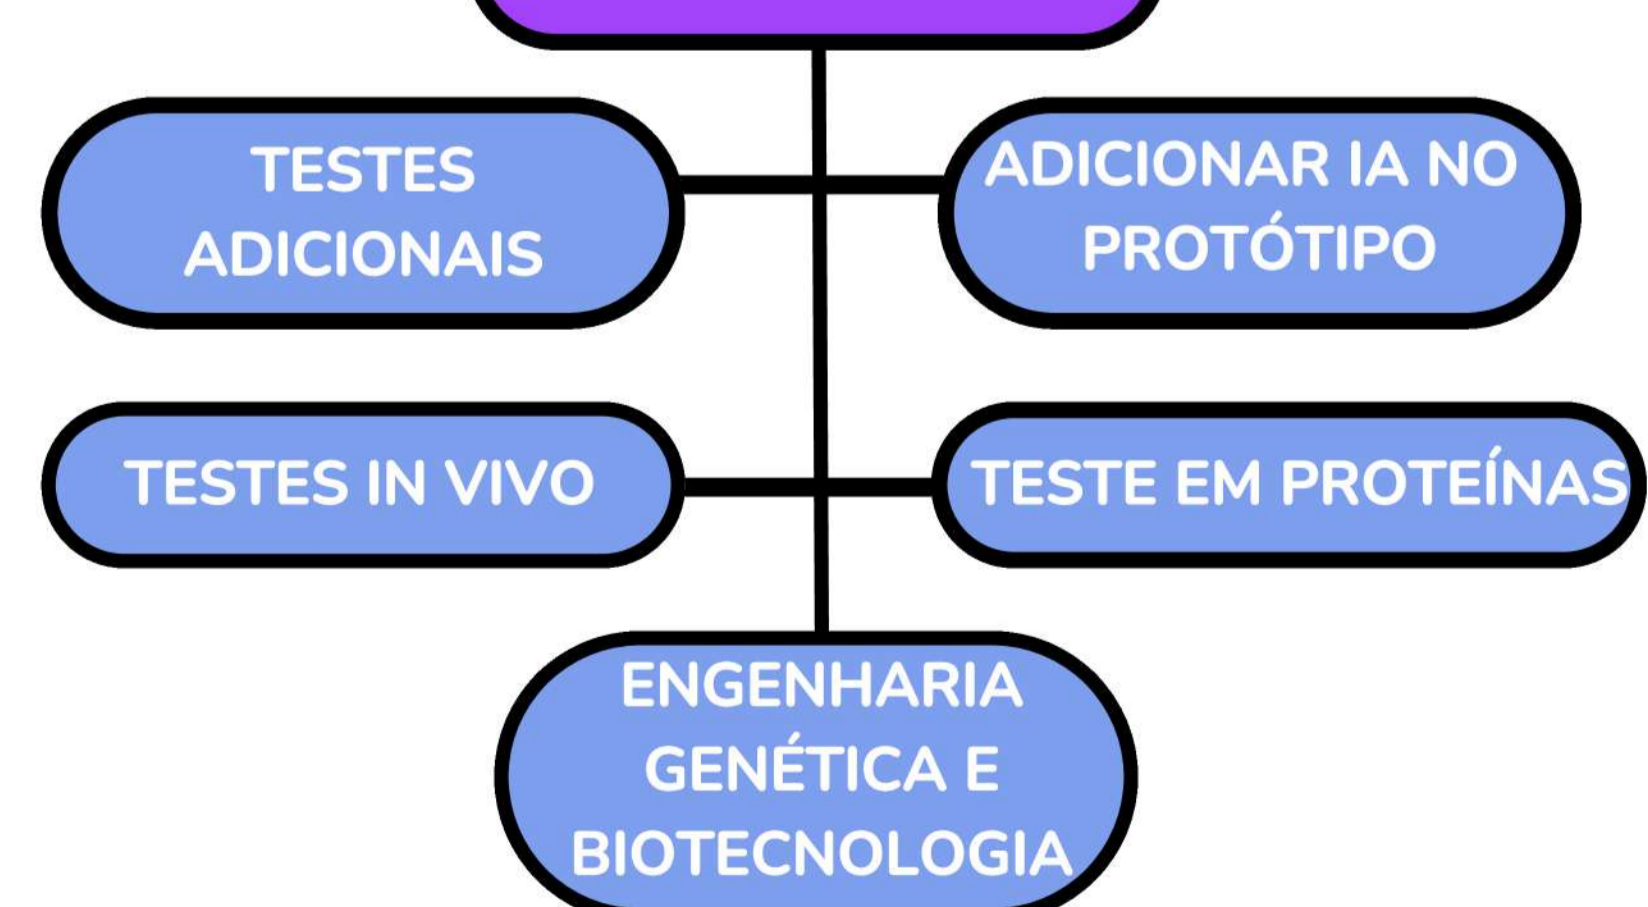 TESTES
ADICIONAIS
ADICIONAR IA NO
PROTÓTIPO
TESTES IN VIVO
TESTE EM PROTEÍNAS
ENGENHARIA
GENÉTICA E
BIOTECNOLOGIA